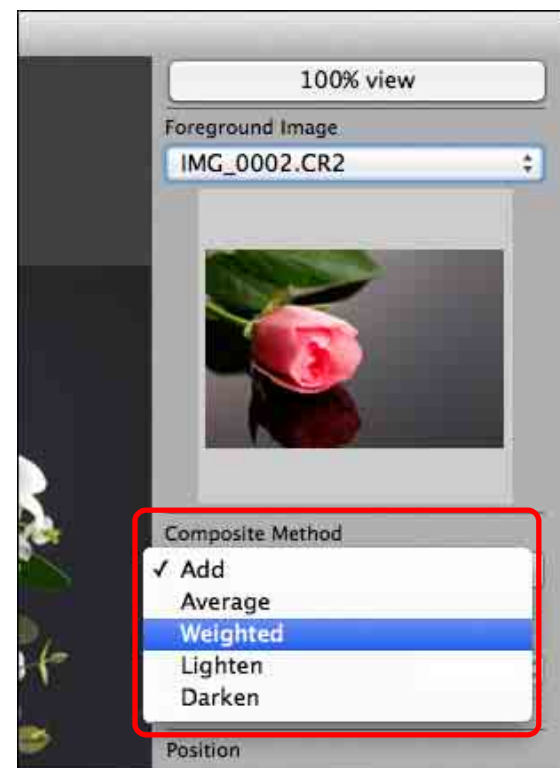 100% view
Foreground Image
IMG_0002.CR2
Composite Method
✓ Add
Average
Weighted
Lighten
Darken
Position